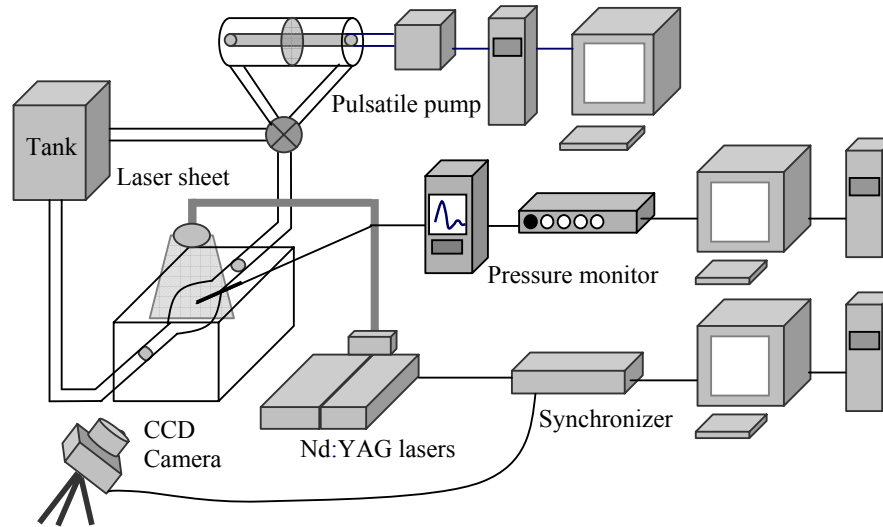 Pulsatile pump
Tank
Laser sheet
Pressure monitor
Synchronizer
CCD
Camera
Nd:YAG lasers